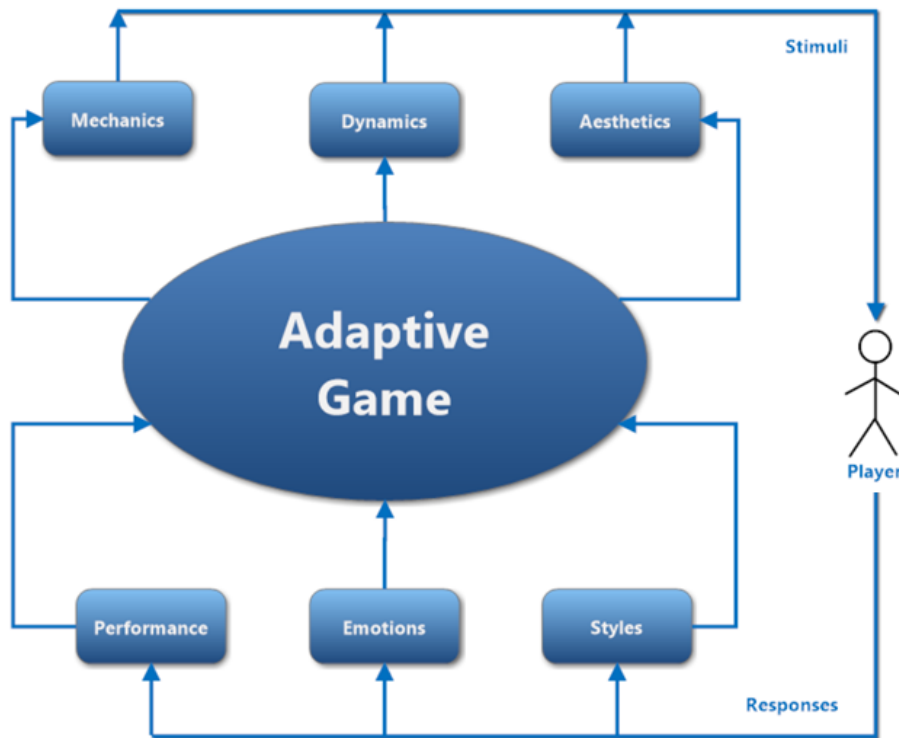 Stimuli
Mechanics
Dynamics
Aesthetics
Adaptive
Game
Player
Performance
Emotions
Styles
Responses